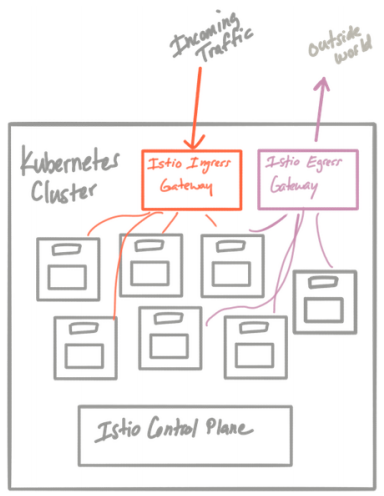 Incoming
Traffic
Outside
World
Kubernetes
Cluster
Istio Ingress
Gateway
Istio Egress
Gateway
Istio Control Plane